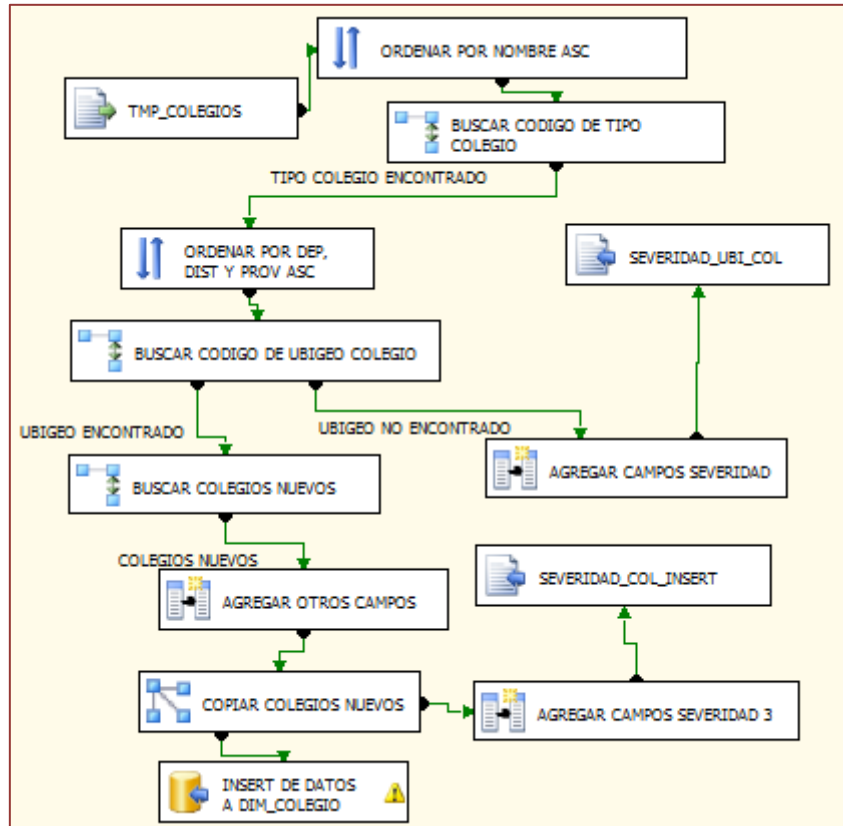 ORDENAR POR NOMBRE ASC
TMP_COLEGIOS
BUSCAR CODIGO DE TIPO
COLEGIO
TIPO COLEGIO ENCONTRADO
ORDENAR POR DEP,
DIST Y PROV ASC
SEVERIDAD_UBI_COL
BUSCAR CODIGO DE UBIGEO COLEGIO
UBIGEO ENCONTRADO
UBIGEO NO ENCONTRADO
AGREGAR CAMPOS SEVERIDAD
BUSCAR COLEGIOS NUEVOS
COLEGIOS NUEVOS
SEVERIDAD_COL_INSERT
AGREGAR OTROS CAMPOS
COPIAR COLEGIOS NUEVOS
AGREGAR CAMPOS SEVERIDAD 3
INSERT DE DATOS
A DIM_COLEGIO